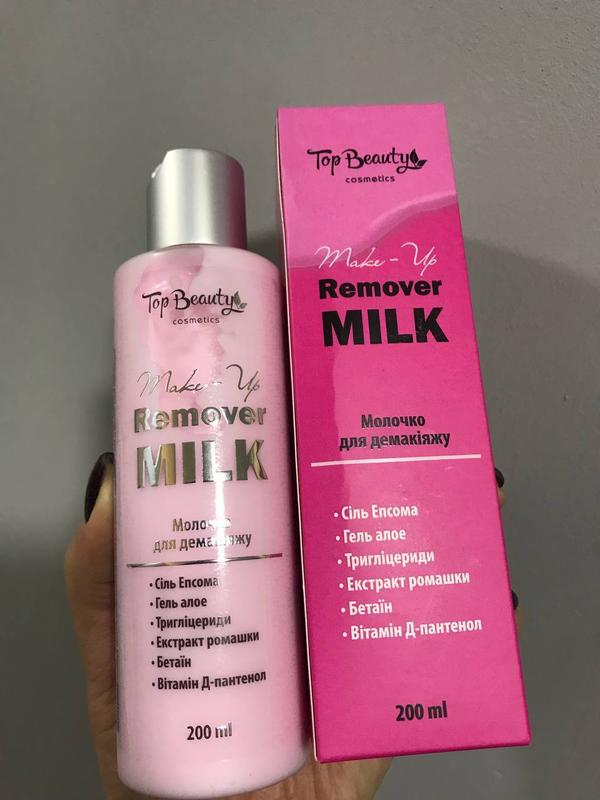 Top Beauty
cosmetics
Make-Up
Remover
MILK
Молочко
для демакіяжу
• Сіль Епсома
• Гель алое
• Тригліцериди
• Екстракт ромашки
• Бетаїн
• Вітамін Д-пантенол
200 ml
Top Beauty
cosmetics
Make-Up
Remover
MILK
Молочко
для демакіяжу
• Сіль Епсома
• Гель алое
• Тригліцериди
• Екстракт ромашки
• Бетаїн
• Вітамін Д-пантенол
200 ml